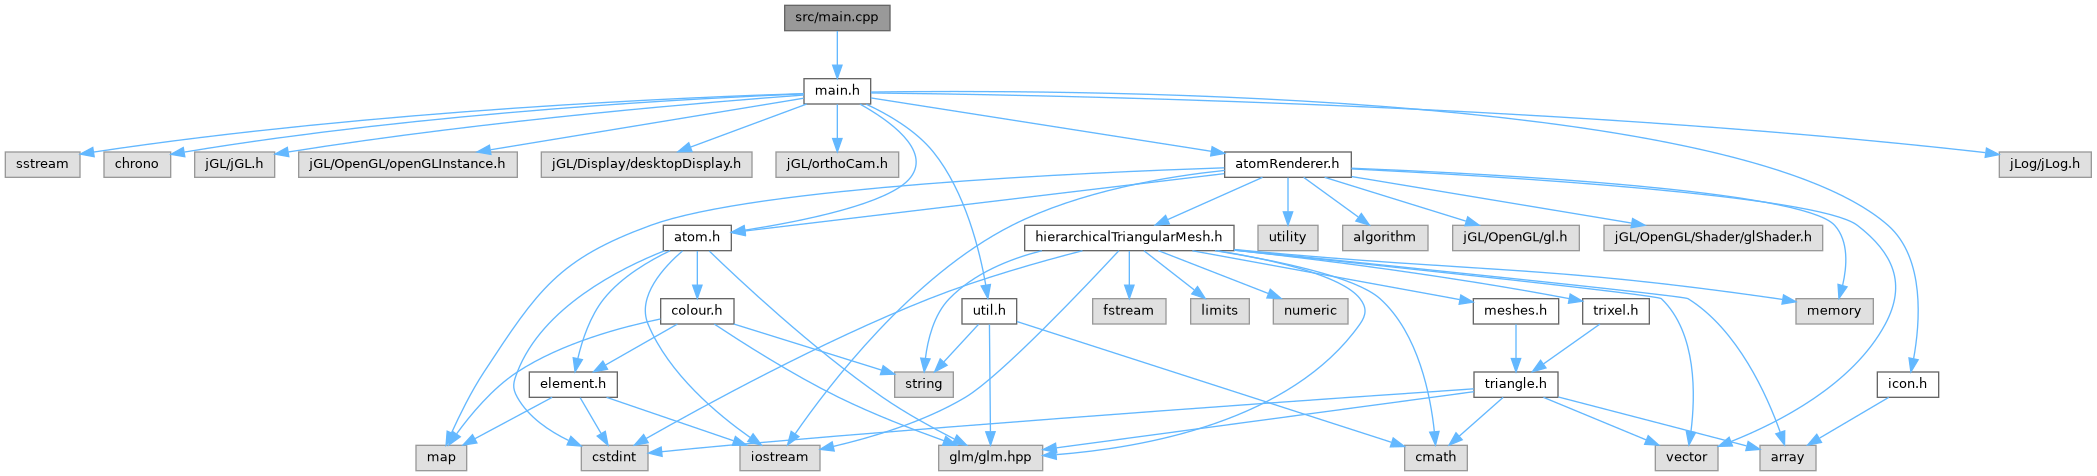 src/main.cpp
main.h
sstream
chrono
jGL/jGL.h
jGL/OpenGL/openGLInstance.h
jGL/Display/desktopDisplay.h
jGL/orthoCam.h
atomRenderer.h
jLog/jLog.h
atom.h
hierarchicalTriangularMesh.h
utility
algorithm
jGL/OpenGL/gl.h
jGL/OpenGL/Shader/glShader.h
colour.h
util.h
fstream
limits
numeric
meshes.h
trixel.h
memory
element.h
string
triangle.h
icon.h
map
cstdint
iostream
glm/glm.hpp
cmath
vector
array